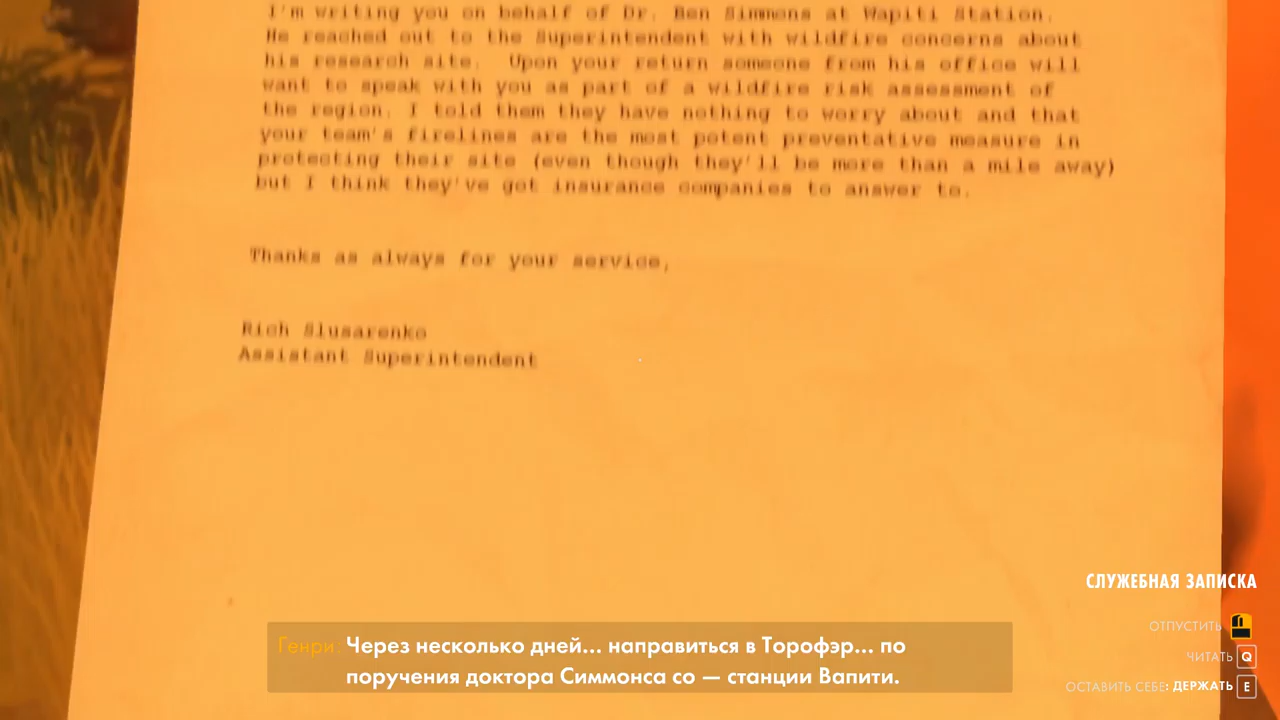 I'm writing you on behalf of Dr. Ben Simmons at Wapiti Station.
He reached out to the Superintendent with wildfire concerns about
his research site. Upon your return someone from his office will
want to speak with you as part of a wildfire risk assessment of
the region. I told them they have nothing to worry about and that
your team's firelines are the most potent preventative measure in
protecting their site (even though they'll be more than a mile away)
but I think they've got insurance companies to answer to.
Thanks as always for your service,
Rich Slusarenko
Assistant Superintendent
СЛУЖЕБНАЯ ЗАПИСКА
ОТПУСТИТЬ
ЧИТАТЬ Q
ОСТАВИТЬ СЕБЕ: ДЕРЖАТЬ E
Генри: Через несколько дней... направиться в Торофэр... по
поручения доктора Симмонса со — станции Вапити.